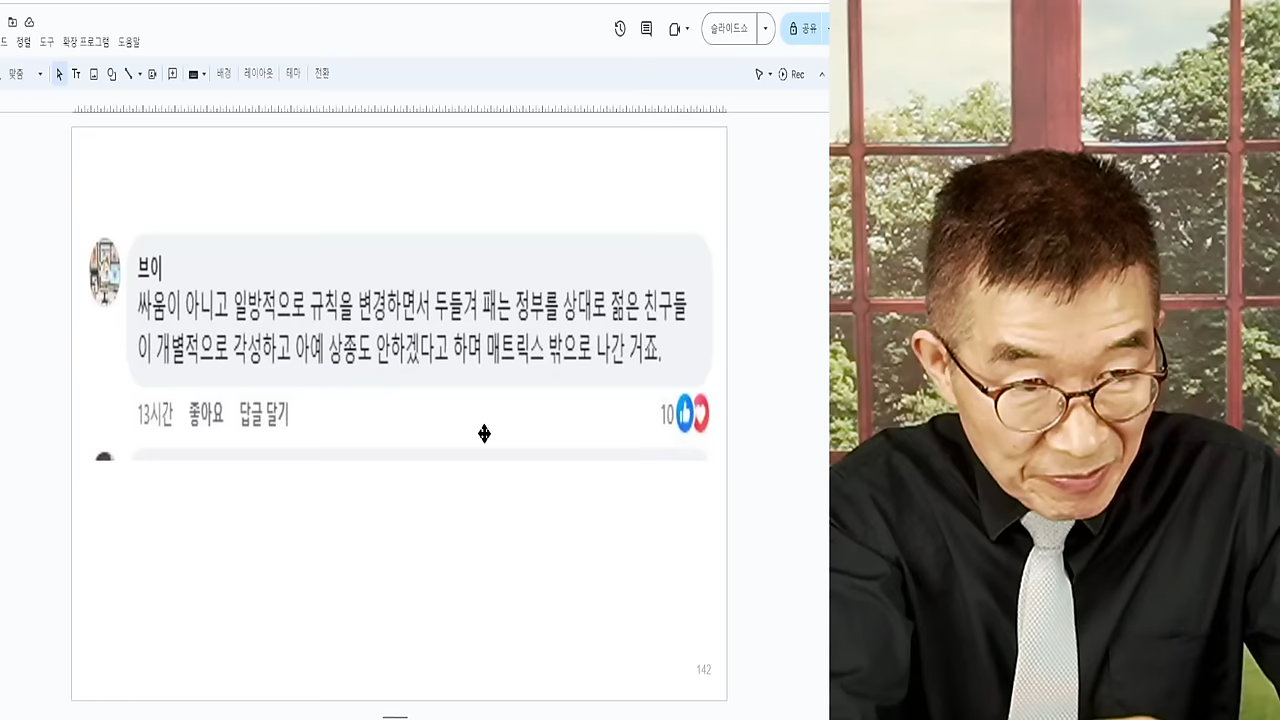 정렬 도구 확장 프로그램 도움말
슬라이드쇼
공유
맞춤
Tт
배경 레이아웃 테마 전환
Rec
브이
싸움이 아니고 일방적으로 규칙을 변경하면서 두들겨 패는 정부를 상대로 젊은 친구들
이 개별적으로 각성하고 아예 상종도 안하겠다고 하며 매트릭스 밖으로 나간 거죠.
13시간 좋아요 답글 달기
10
142